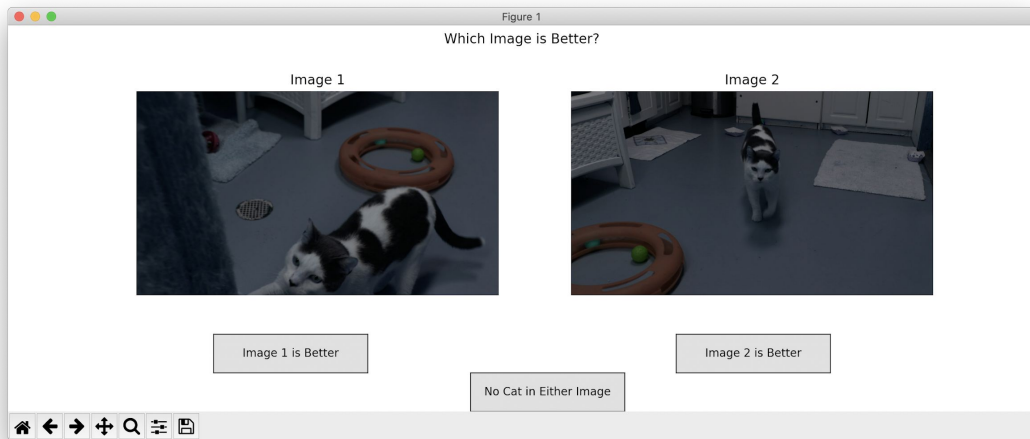 Figure 1
Which Image is Better?
Image 1
Image 2
Image 1 is Better
Image 2 is Better
No Cat in Either Image